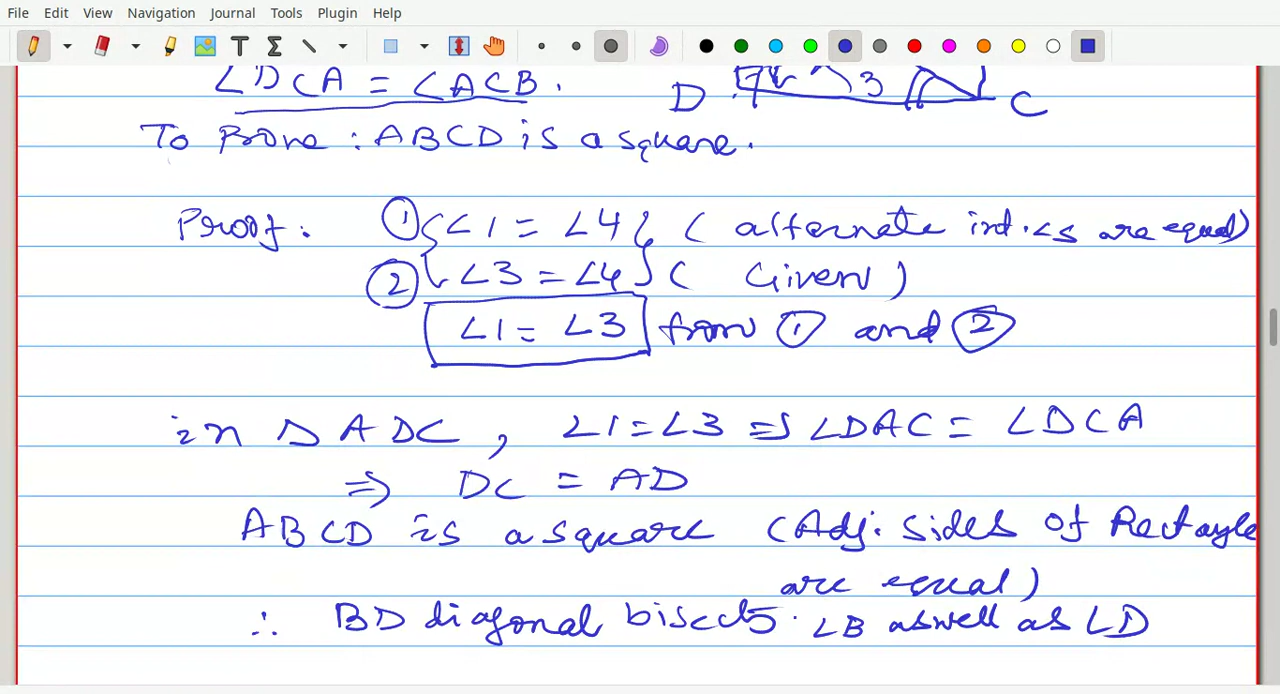 File Edit View Navigation Journal Tools Plugin Help
∠DCA = ∠ACB.
D 3 C
To Prove : ABCD is a square.
Proof : ① ∠1 = ∠4 ( alternate int. ∠s are equal)
② ∠3 = ∠4 ( Given )
∠1 = ∠3 from ① and ②
in △ ADC, ∠1 = ∠3 ⇒ ∠DAC = ∠DCA
⇒ DC = AD
ABCD is a square (Adj. sides of Rectangle
are equal)
∴ BD diagonal bisects ∠B aswell as ∠D